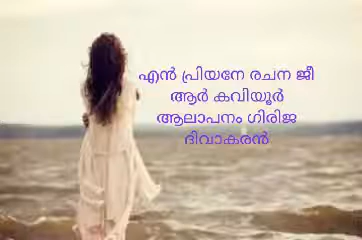 എൻ പ്രിയനേ രചന ജീ
ആർ കവിയൂർ
ആലാപനം ഗിരിജ
ദിവാകരൻ